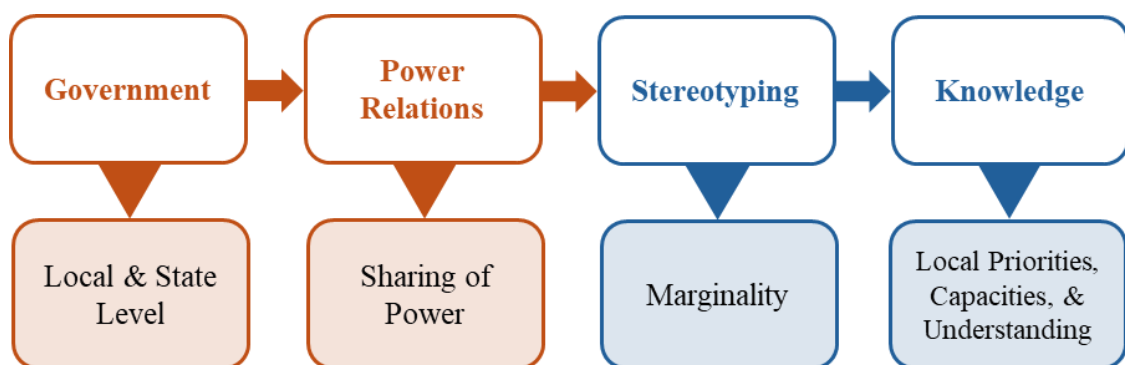 Government
Power
Relations
Stereotyping
Knowledge
Local & State
Level
Sharing of
Power
Marginality
Local Priorities,
Capacities, &
Understanding